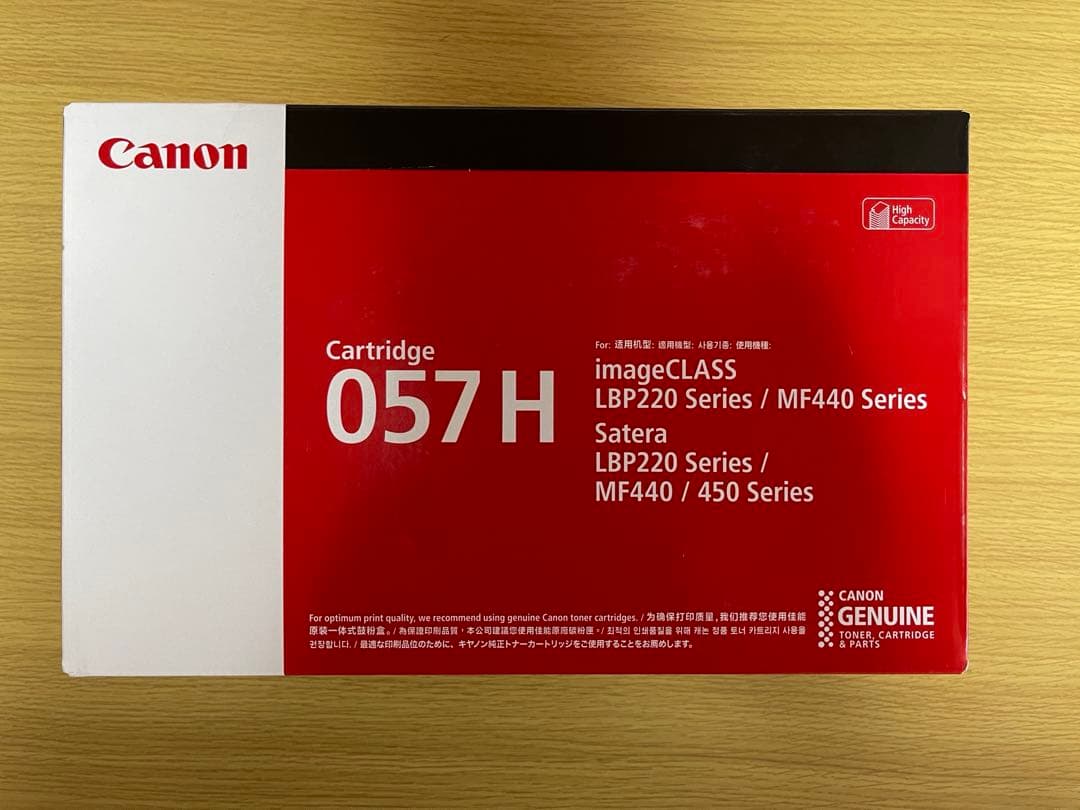 Canon
High
Capacity
Cartridge
057 H
For: 适用机型: 適用機型: 사용기종: 使用機種:
imageCLASS
LBP220 Series / MF440 Series
Satera
LBP220 Series /
MF440 / 450 Series
For optimum print quality, we recommend using genuine Canon toner cartridges. / 为确保打印质量,我们推荐您使用佳能
原装一体式鼓粉盒。/ 為保證印刷品質,本公司建議您使用佳能原廠碳粉匣。/ 최적의 인쇄품질을 위해 캐논 정품 토너 카트리지 사용을
권장합니다. / 最適な印刷品位のために、キヤノン純正トナーカートリッジをご使用することをお薦めします。
CANON
GENUINE
TONER, CARTRIDGE
& PARTS